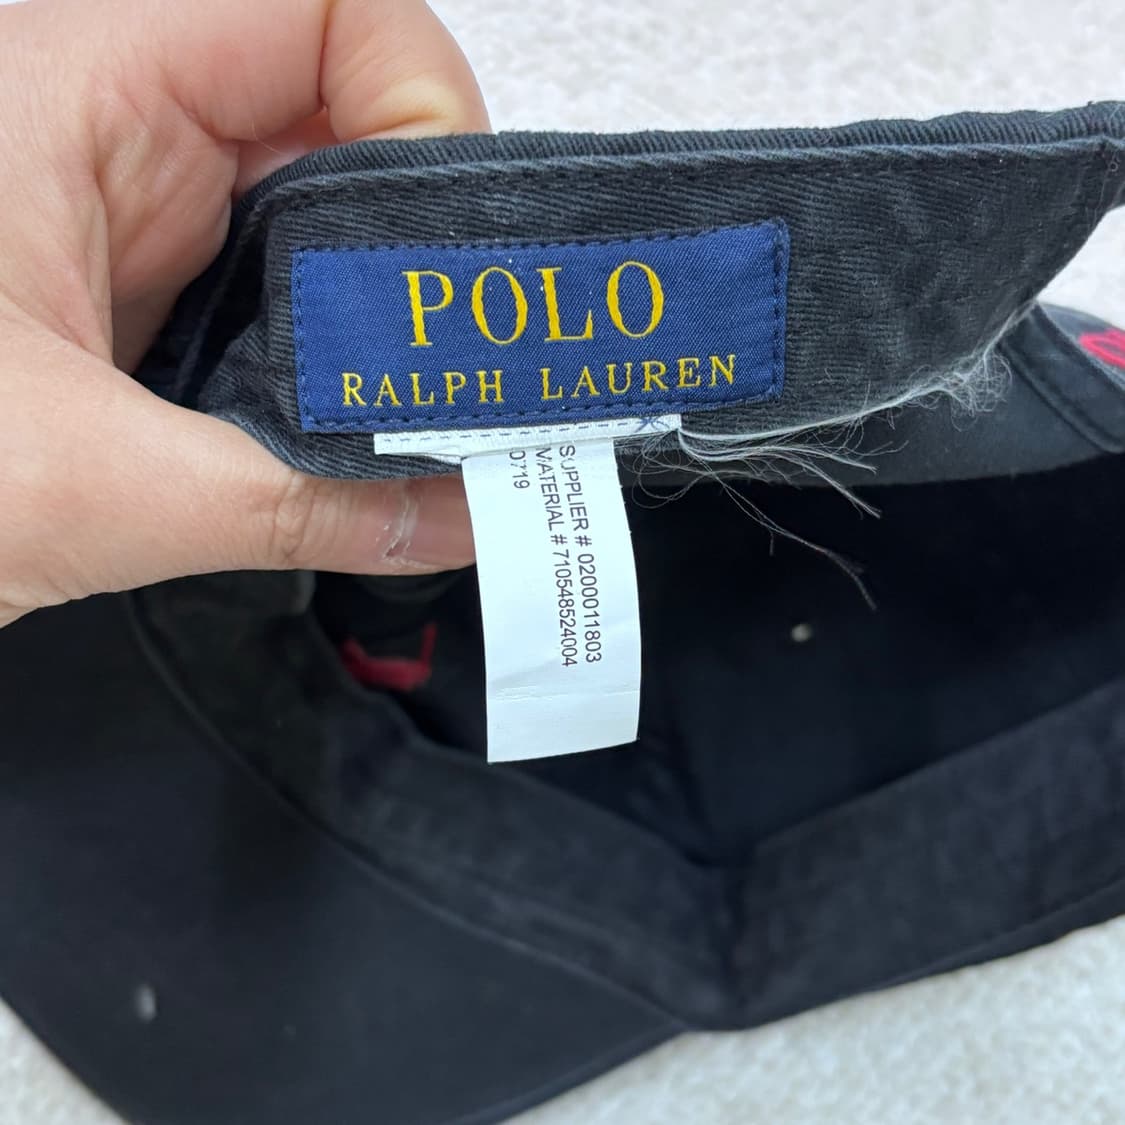 POLO
RALPH LAUREN
SUPPLIER # 0200011803
MATERIAL # 710548524004
0719